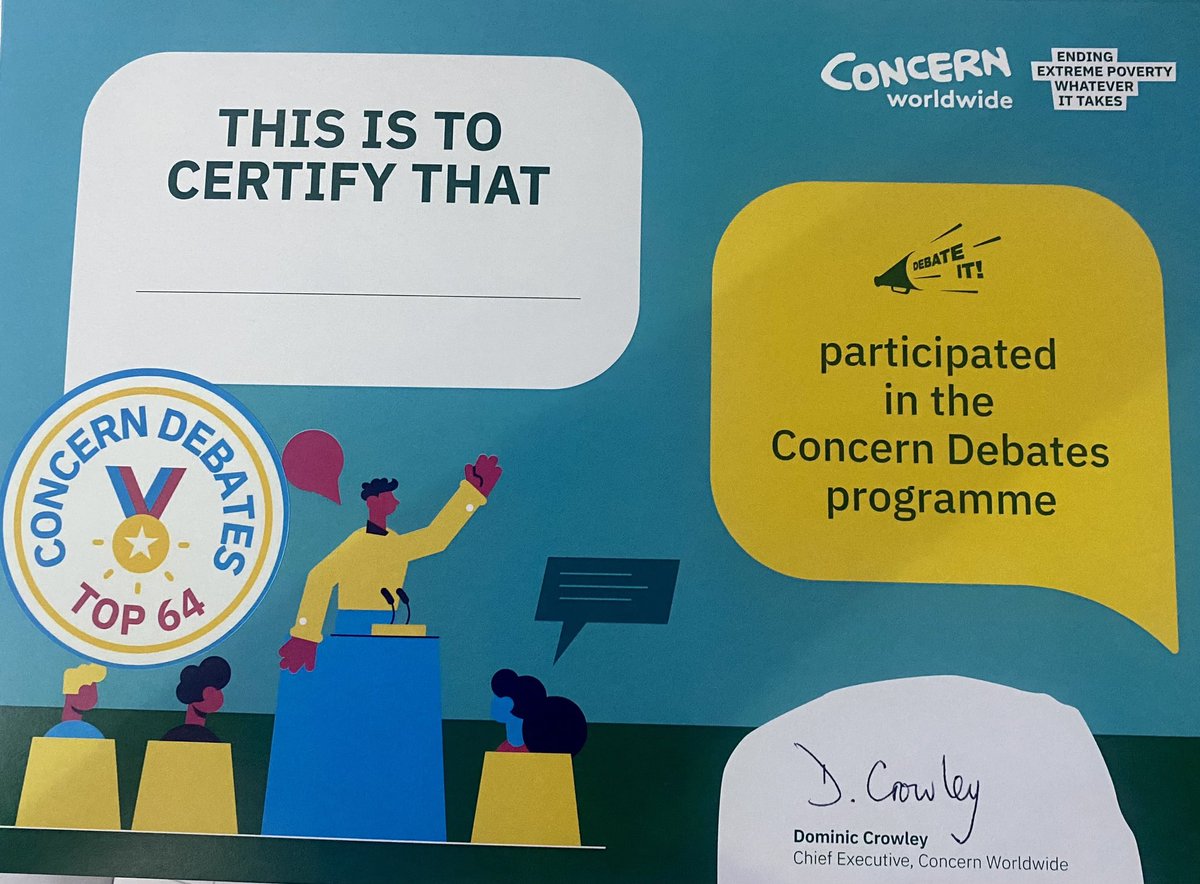 THIS IS TO
CERTIFY THAT
CONCERN
worldwide
ENDING
EXTREME POVERTY
WHATEVER
IT TAKES
DEBATE
IT!
participated
in the
Concern Debates
programme
CONCERN DEBATES
TOP 64
D. Crowley
Dominic Crowley
Chief Executive, Concern Worldwide